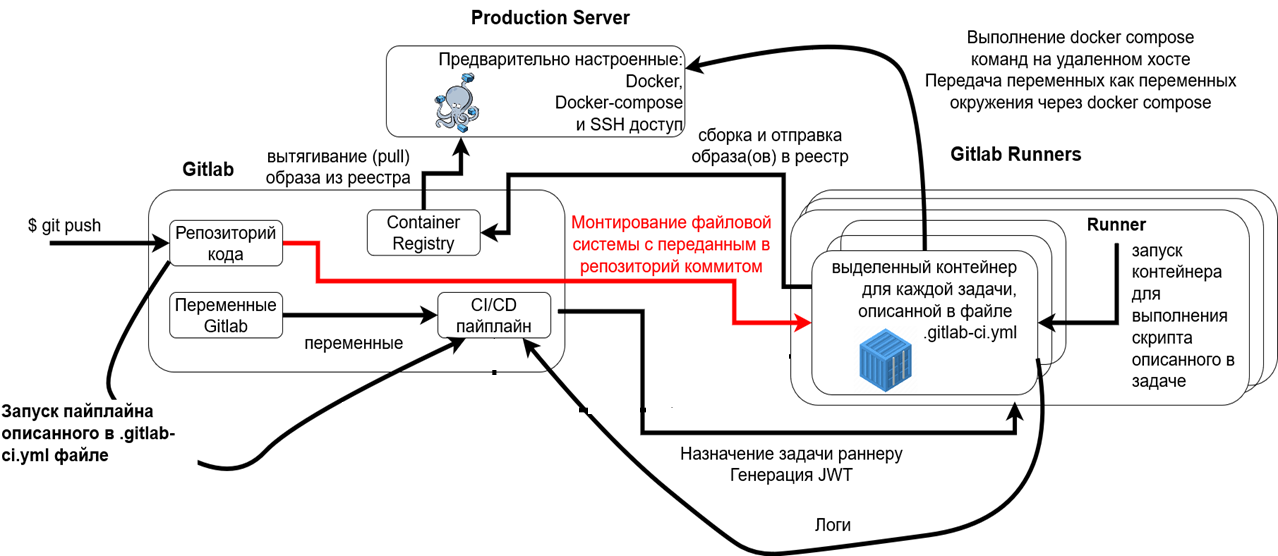 Production Server
Предварительно настроенные:
Docker,
Docker-compose
и SSH доступ
Выполнение docker compose
команд на удаленном хосте
Передача переменных как переменных
окружения через docker compose
сборка и отправка
образа(ов) в реестр
вытягивание (pull)
образа из реестра
Gitlab
Gitlab Runners
$ git push
Репозиторий
кода
Container
Registry
Монтирование файловой
системы с переданным в
репозиторий коммитом
Runner
запуск
контейнера
для
выполнения
скрипта
описанного в
задаче
выделенный контейнер
для каждой задачи,
описанной в файле
.gitlab-ci.yml
Переменные
Gitlab
CI/CD
пайплайн
переменные
Запуск пайплайна
описанного в .gitlab-
ci.yml файле
Назначение задачи раннеру
Генерация JWT
Логи